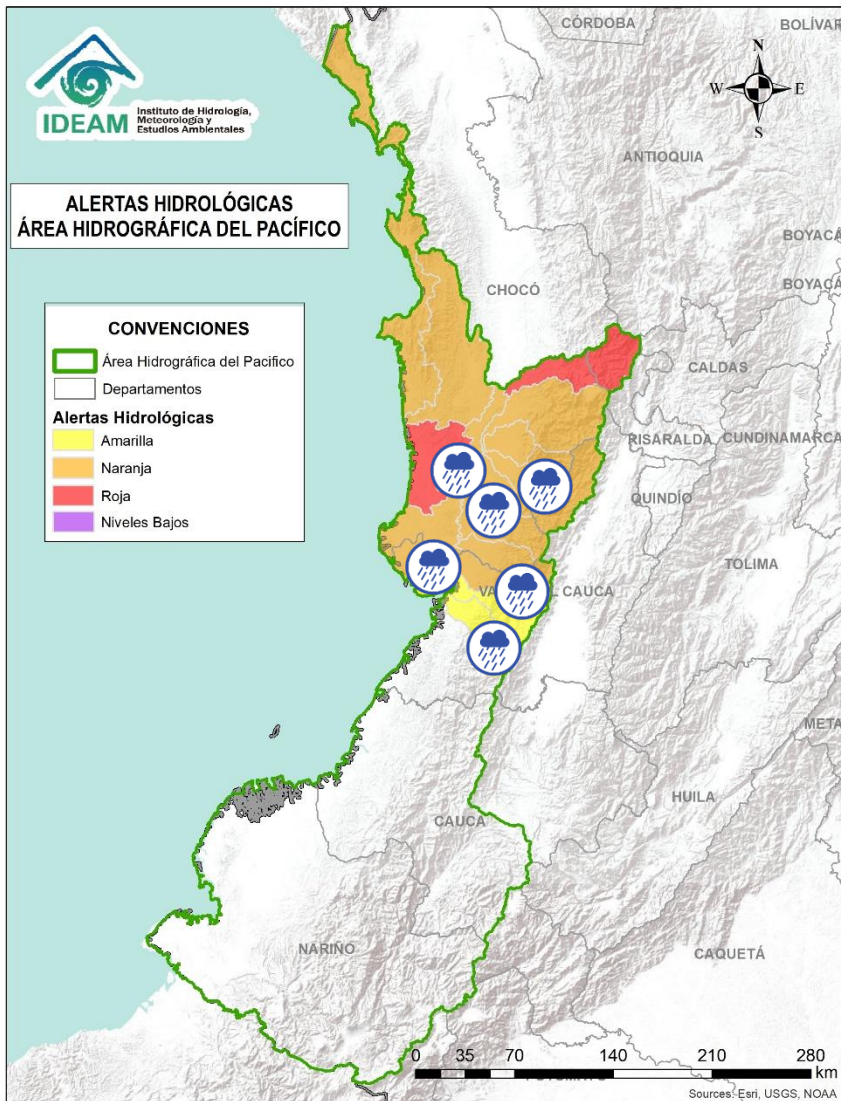 IDEAM
Instituto de Hidrología,
Meteorología y
Estudios Ambientales
ALERTAS HIDROLÓGICAS
ÁREA HIDROGRÁFICA DEL PACÍFICO
CONVENCIONES
Área Hidrográfica del Pacifico
Departamentos
Alertas Hidrológicas
Amarilla
Naranja
Roja
Niveles Bajos
N
W E
S
CÓRDOBA
BOLÍVAR
ANTIOQUIA
BOYACÁ
BOYACÁ
CHOCÓ
CALDAS
RISARALDA
CUNDINAMARCA
QUINDÍO
TOLIMA
CAUCA
META
HUILA
CAUCA
NARIÑO
CAQUETÁ
0 35 70 140 210 280
km
Sources: Esri, USGS, NOAA